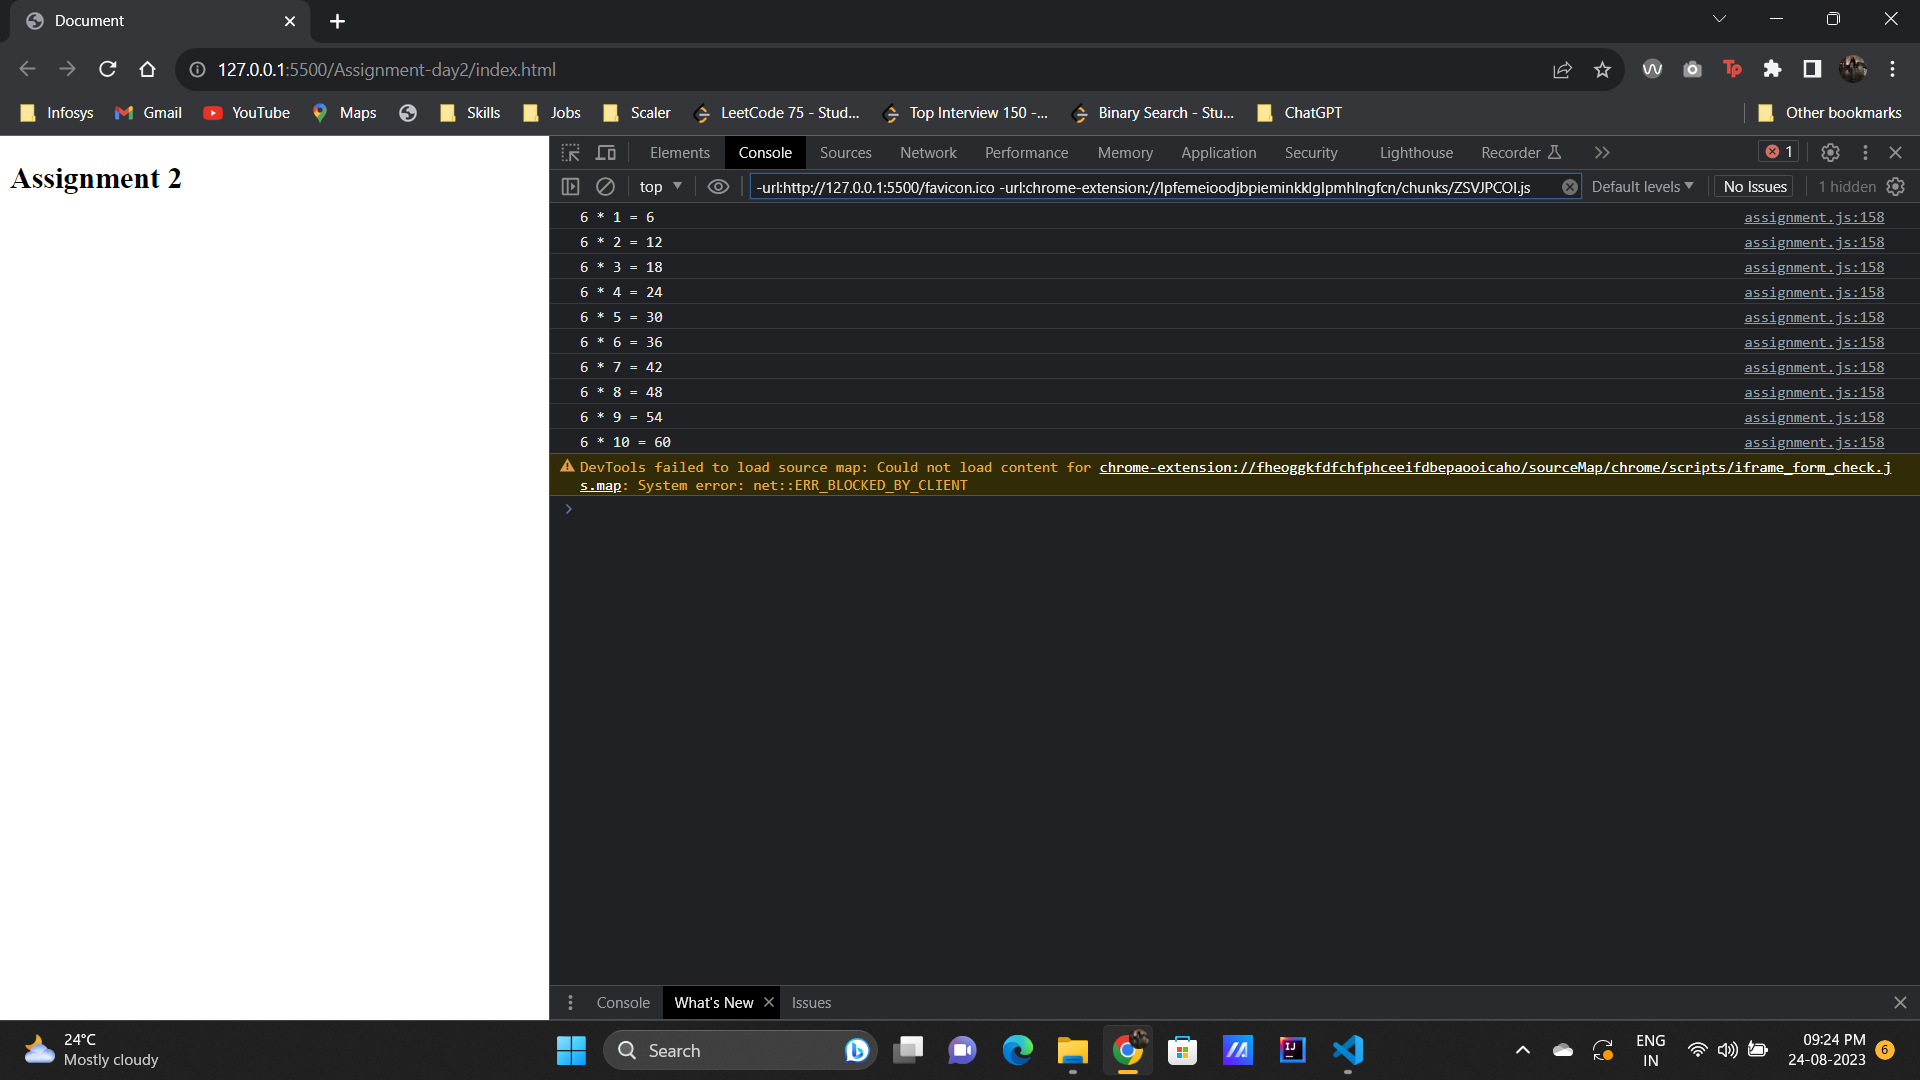 Document
127.0.0.1:5500/Assignment-day2/index.html
Infosys Gmail YouTube Maps Skills Jobs Scaler LeetCode 75 - Stud... Top Interview 150 -... Binary Search - Stu... ChatGPT Other bookmarks
Assignment 2
Elements Console Sources Network Performance Memory Application Security Lighthouse Recorder 1
top -url:http://127.0.0.1:5500/favicon.ico -url:chrome-extension://lpfemeioodjbpieminkklglpmhlngfcn/chunks/ZSVJPCOI.js Default levels No Issues 1 hidden
6 * 1 = 6 assignment.js:158
6 * 2 = 12 assignment.js:158
6 * 3 = 18 assignment.js:158
6 * 4 = 24 assignment.js:158
6 * 5 = 30 assignment.js:158
6 * 6 = 36 assignment.js:158
6 * 7 = 42 assignment.js:158
6 * 8 = 48 assignment.js:158
6 * 9 = 54 assignment.js:158
6 * 10 = 60 assignment.js:158
DevTools failed to load source map: Could not load content for chrome-extension://fheoggkfdfchfphceeifdbepaooicaho/sourceMap/chrome/scripts/iframe_form_check.j
s.map: System error: net::ERR_BLOCKED_BY_CLIENT
Console What's New Issues
24°C
Mostly cloudy
Search
ENG
IN
09:24 PM
24-08-2023
6